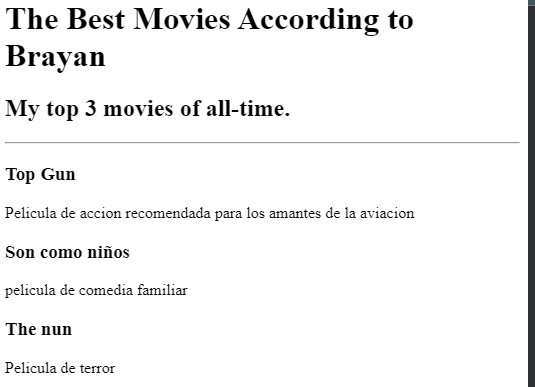 The Best Movies According to
Brayan
My top 3 movies of all-time.
Top Gun
Pelicula de accion recomendada para los amantes de la aviacion
Son como niños
pelicula de comedia familiar
The nun
Pelicula de terror